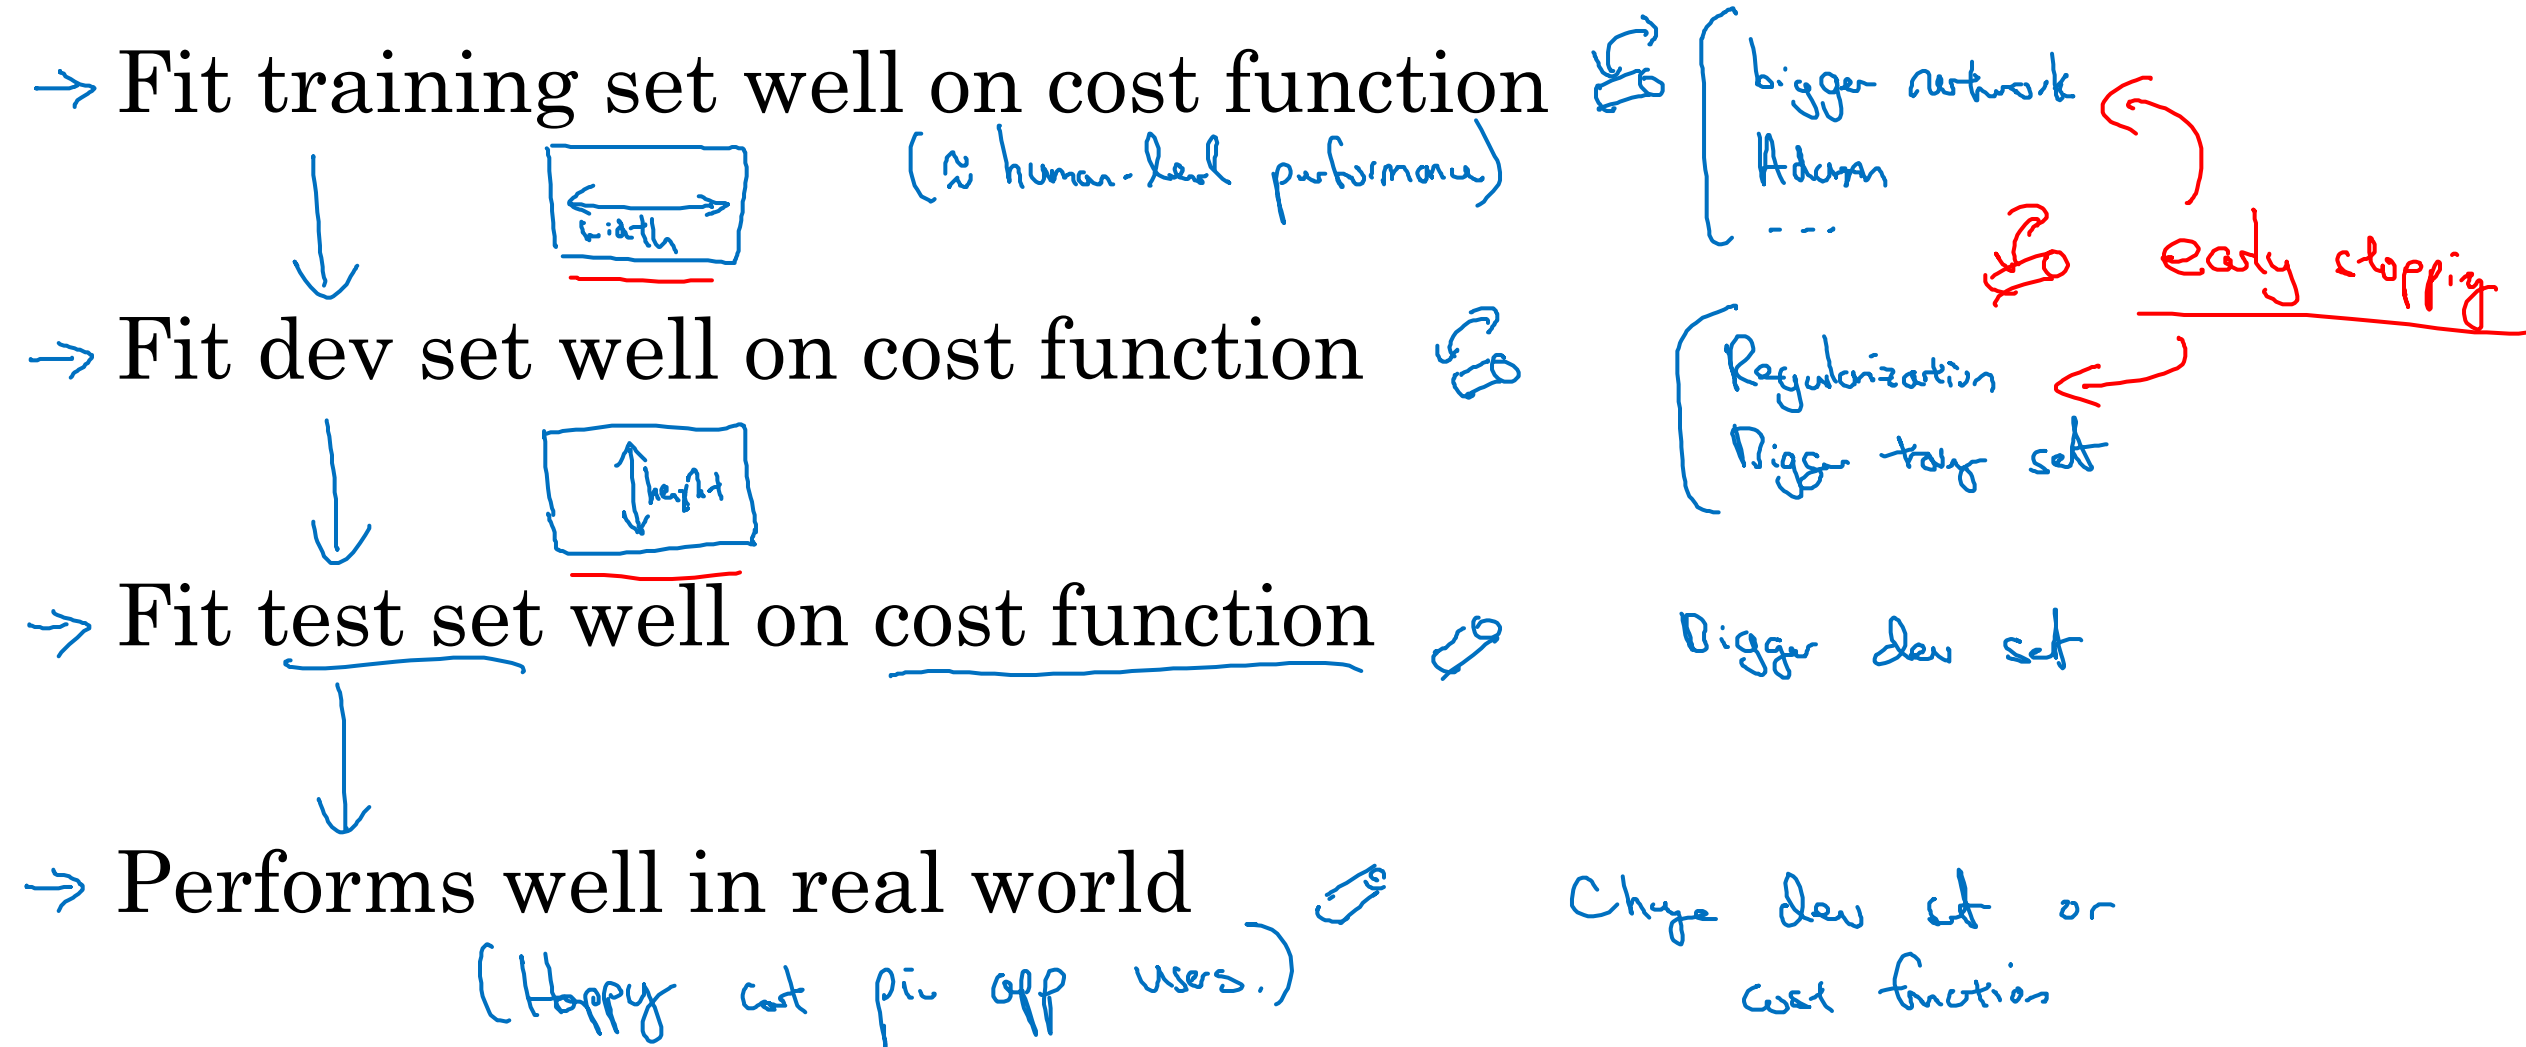 → Fit training set well on cost function
(≈ human-level performance)
bigger network
Adam
....
width
early stopping
→ Fit dev set well on cost function
Regularization
Bigger training set
height
→ Fit test set well on cost function
Bigger dev set
→ Performs well in real world
(Happy cat pic app users.)
Change dev set or
cost function